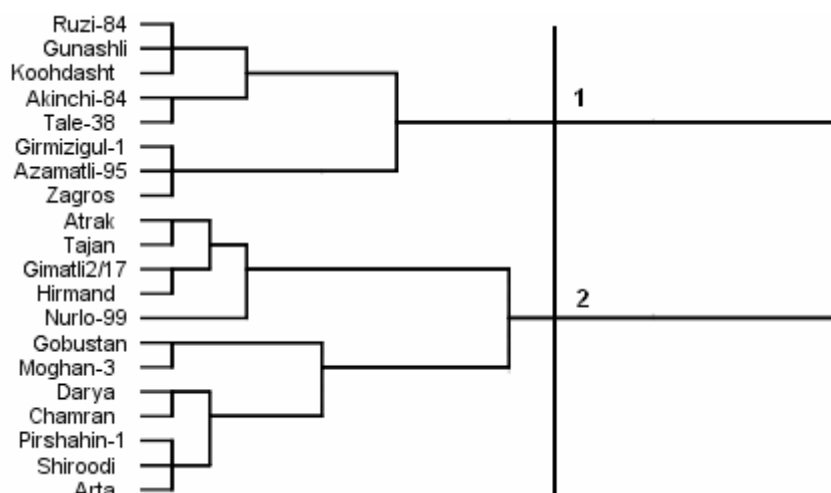 Ruzi-84
Gunashli
Koohdasht
Akinchi-84
1
Tale-38
Girmizigul-1
Azamatli-95
Zagros
Atrak
Tajan
Gimatli2/17
Hirmand
2
Nurlo-99
Gobustan
Moghan-3
Darya
Chamran
Pirshahin-1
Shiroodi
Arta